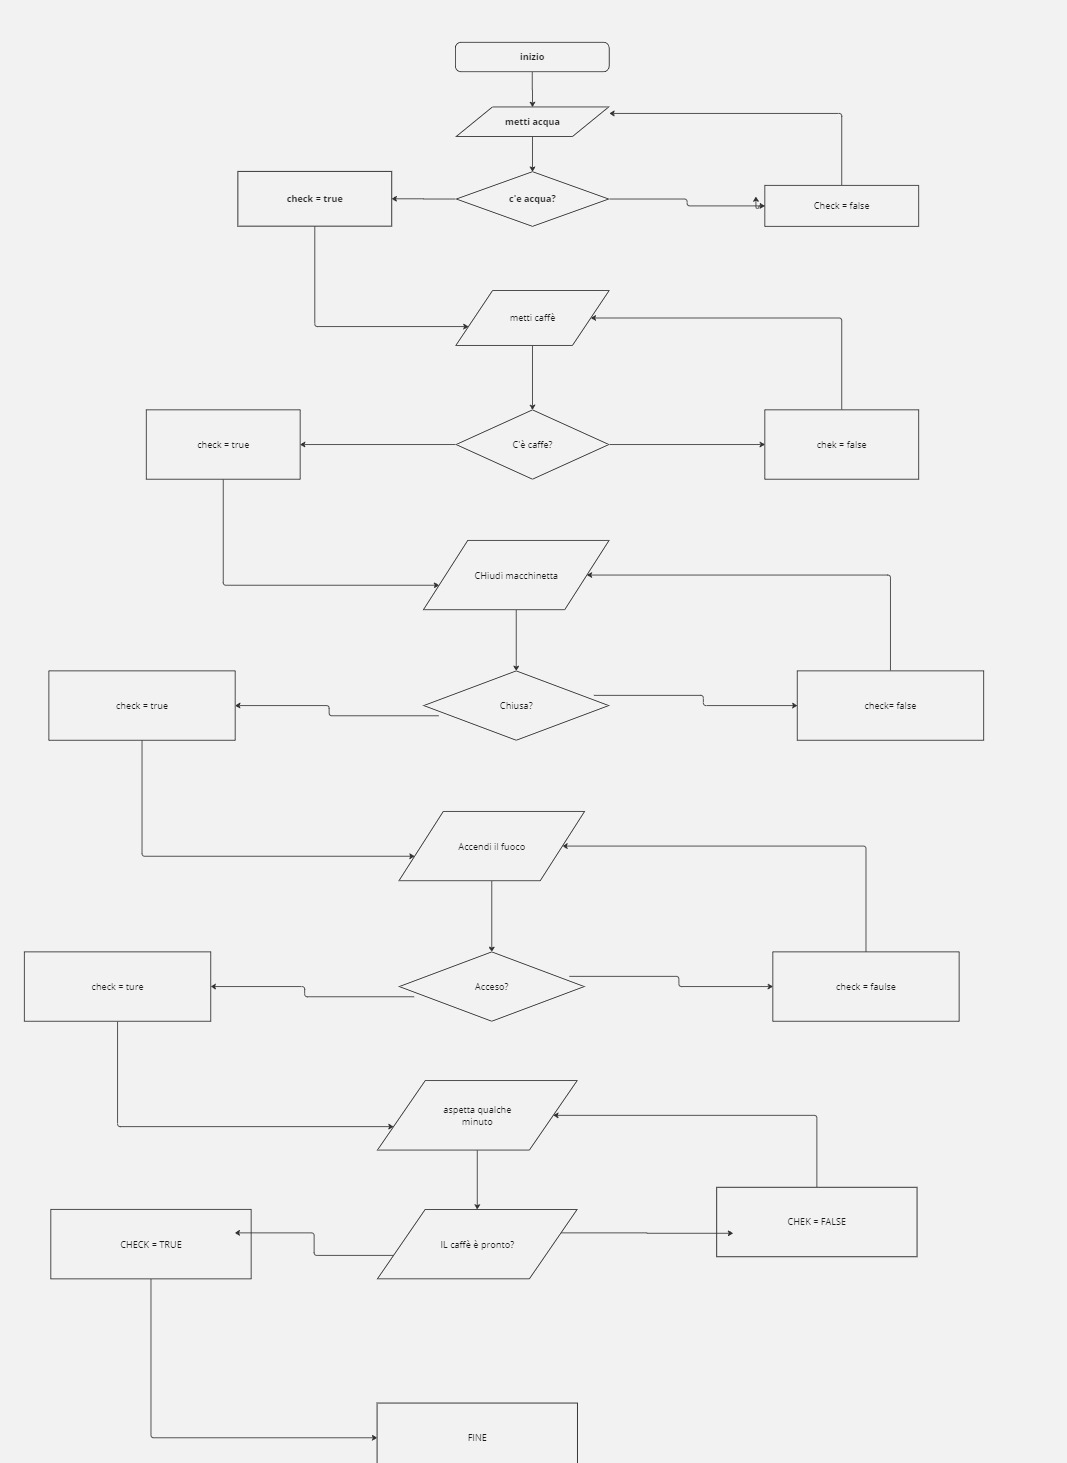 inizio
metti acqua
check = true
c'e acqua?
Check = false
metti caffè
check = true
C'è caffe?
chek = false
CHiudi macchinetta
check = true
Chiusa?
check= false
Accendi il fuoco
check = ture
Acceso?
check = faulse
aspetta qualche
minuto
CHECK = TRUE
IL caffè è pronto?
CHEK = FALSE
FINE